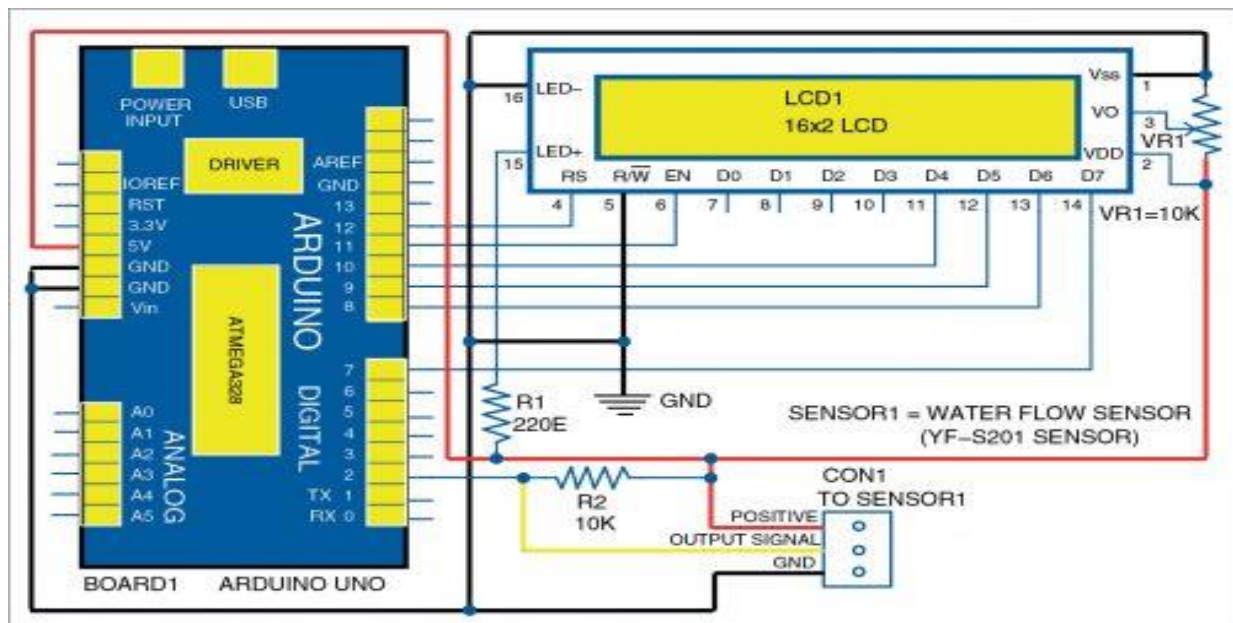 POWER
INPUT
USB
DRIVER
IOREF
RST
3.3V
5V
GND
GND
Vin
AREF
GND
13
12
11
10
9
8
ARDUINO
ATMEGA328
7
6
5
4
3
2
TX 1
RX 0
DIGITAL
A0
A1
A2
A3
A4
A5
ANALOG
BOARD1 ARDUINO UNO
LCD1
16x2 LCD
LED-
16
LED+
15
Vss
1
VO
3
VDD
2
RS R/W EN D0 D1 D2 D3 D4 D5 D6 D7
4 5 6 7 8 9 10 11 12 13 14
VR1
VR1=10K
R1
220E
GND
SENSOR1 = WATER FLOW SENSOR
(YF-S201 SENSOR)
R2
10K
CON1
TO SENSOR1
POSITIVE
OUTPUT SIGNAL
GND